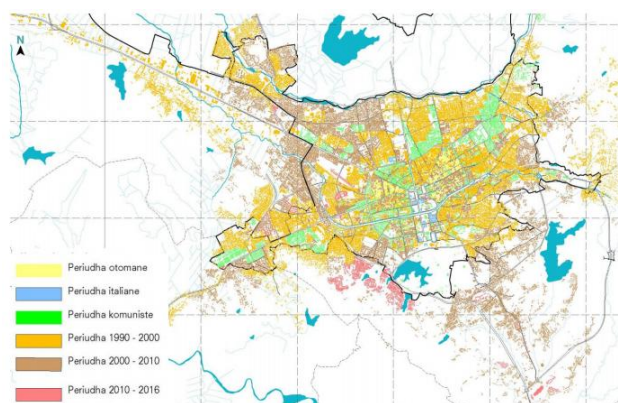 N
Periudha otomane
Periudha italiane
Periudha komuniste
Periudha 1990 - 2000
Periudha 2000 - 2010
Periudha 2010 - 2016